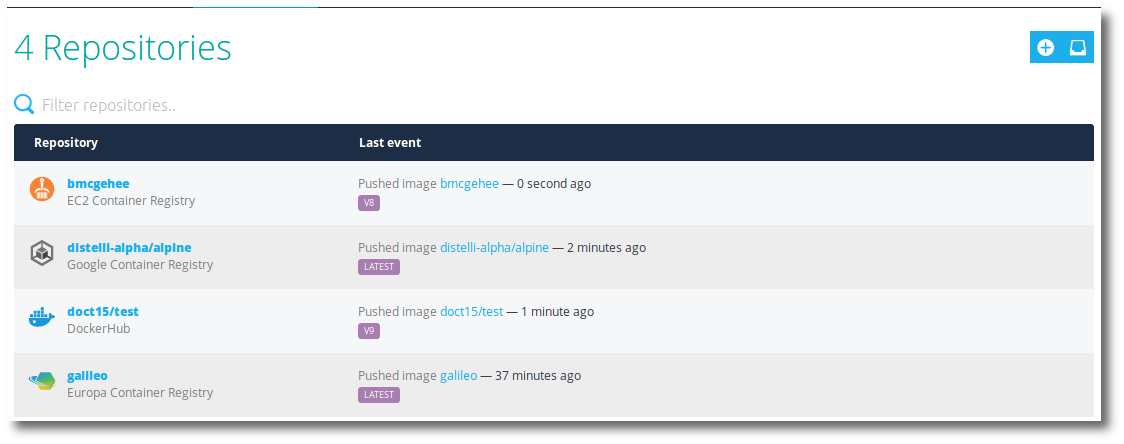 4 Repositories
Filter repositories..
Repository Last event
bmcgehee Pushed image bmcgehee — 0 second ago
EC2 Container Registry V8
distelli-alpha/alpine Pushed image distelli-alpha/alpine — 2 minutes ago
Google Container Registry LATEST
doct15/test Pushed image doct15/test — 1 minute ago
DockerHub V9
galileo Pushed image galileo — 37 minutes ago
Europa Container Registry LATEST